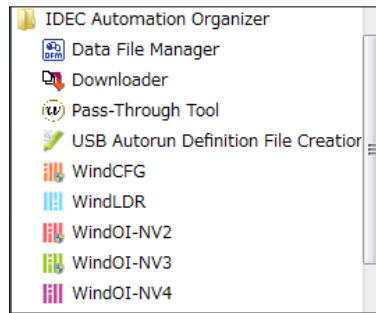 IDEC Automation Organizer
DFM Data File Manager
Downloader
w Pass-Through Tool
USB Autorun Definition File Creation
WindCFG
WindLDR
WindOI-NV2
WindOI-NV3
WindOI-NV4